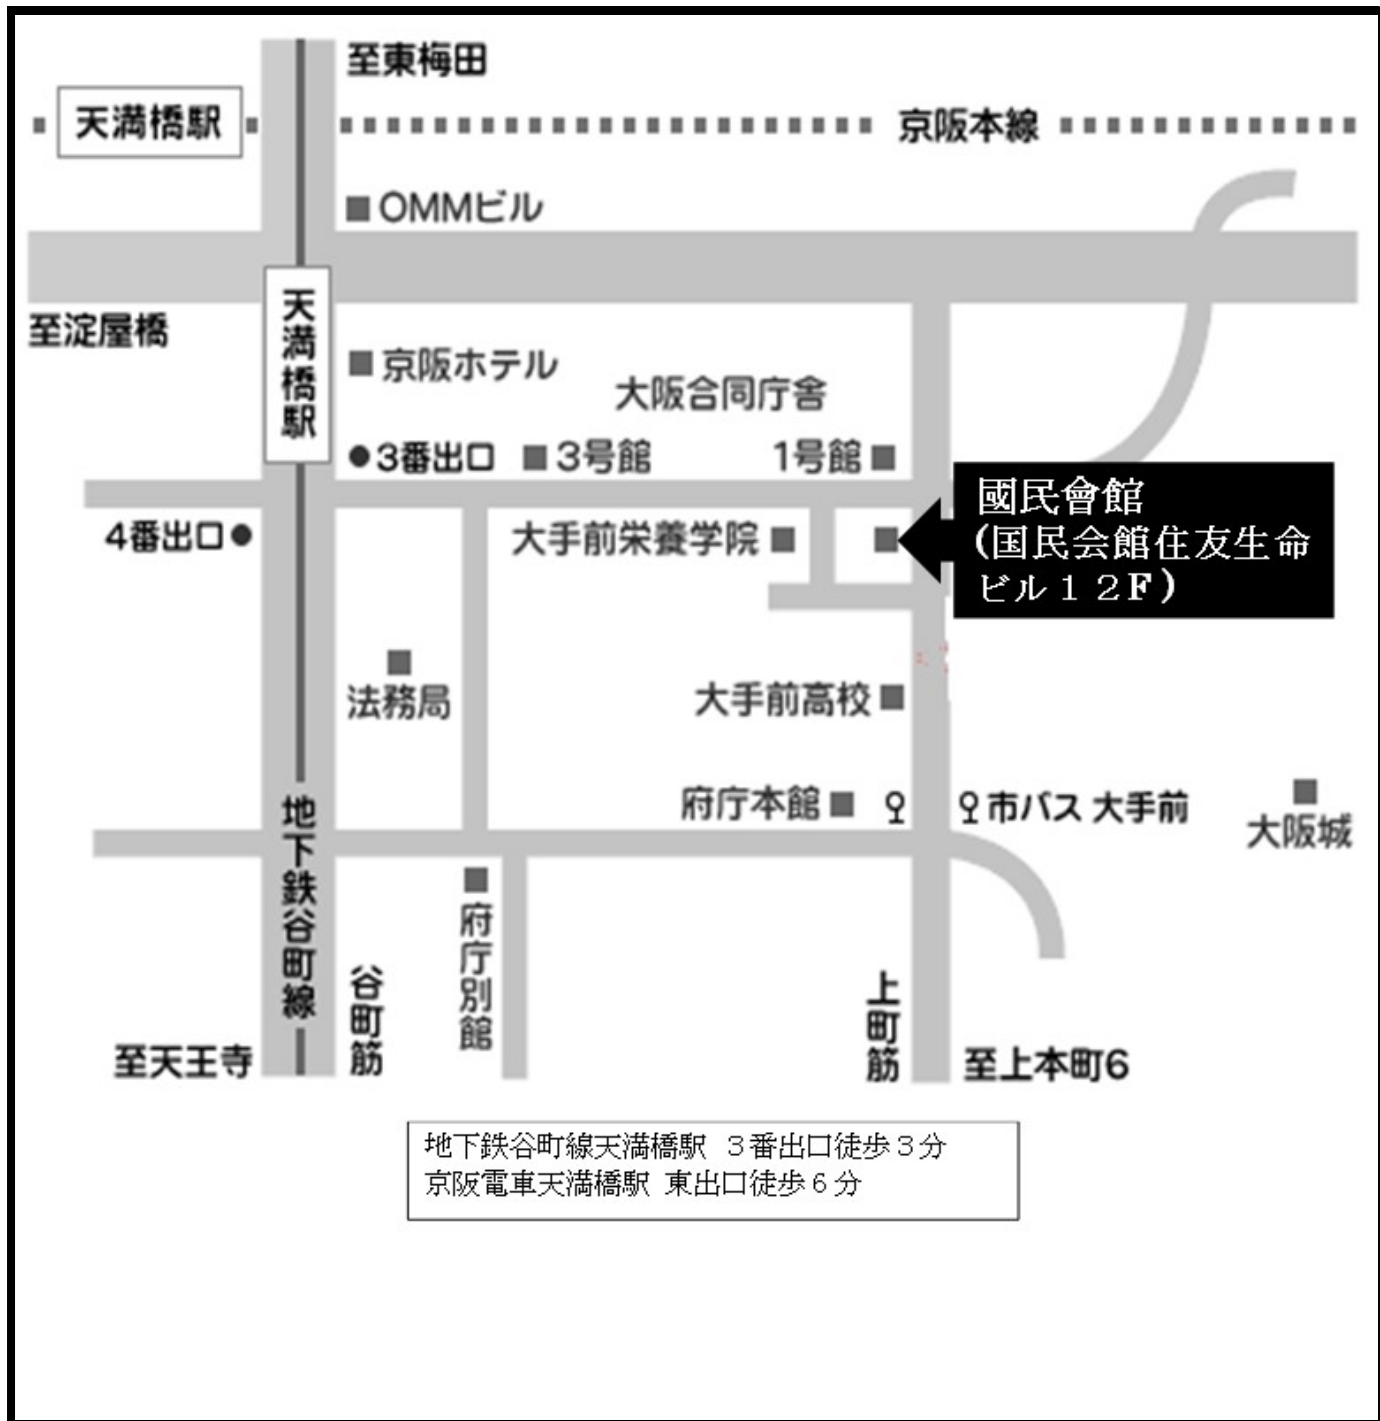 至東梅田
天満橋駅
京阪本線
OMMビル
至淀屋橋
天満橋駅
京阪ホテル
大阪合同庁舎
3番出口
3号館
1号館
國民會館
(国民会館住友生命
ビル１２F)
4番出口
大手前栄養学院
法務局
大手前高校
府庁本館
市バス 大手前
大阪城
地下鉄谷町線
府庁別館
谷町筋
上町筋
至天王寺
至上本町6
地下鉄谷町線天満橋駅 ３番出口徒歩３分
京阪電車天満橋駅 東出口徒歩６分